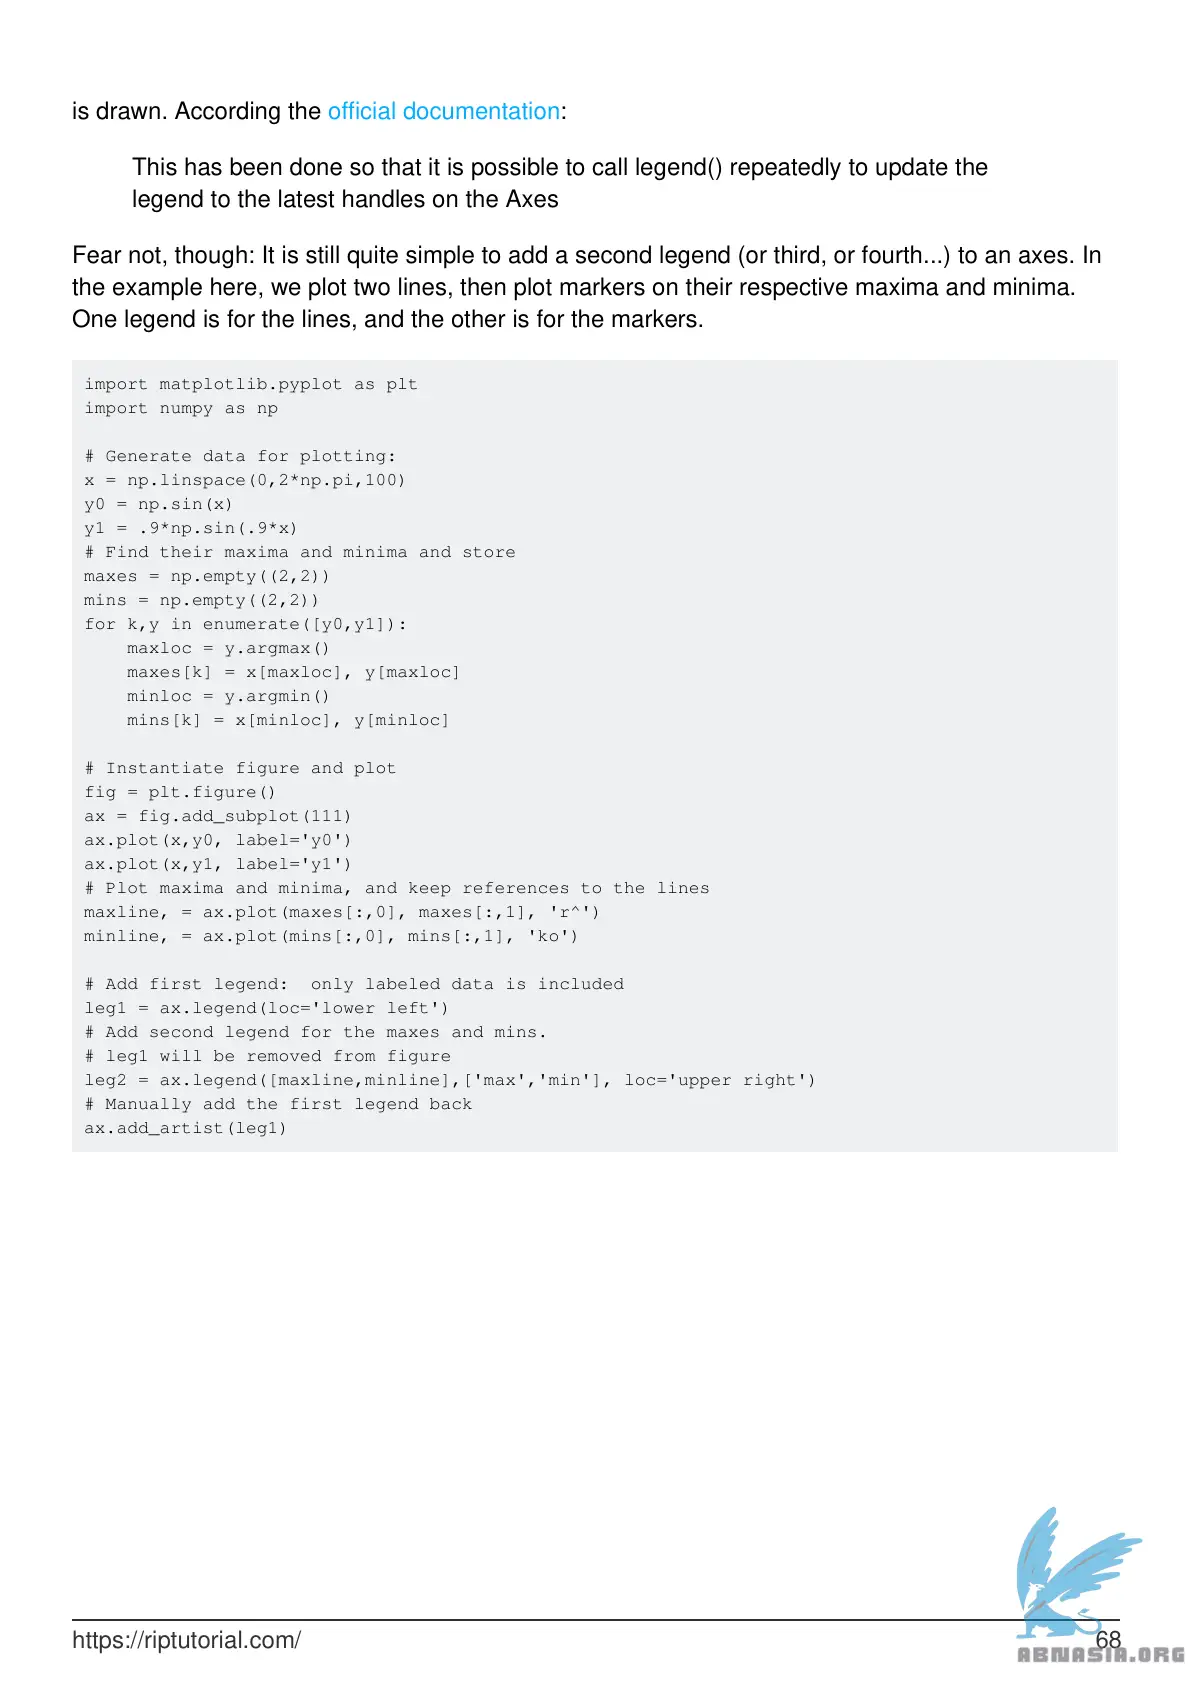 is drawn. According the official documentation:
This has been done so that it is possible to call legend() repeatedly to update the
legend to the latest handles on the Axes
Fear not, though: It is still quite simple to add a second legend (or third, or fourth...) to an axes. In
the example here, we plot two lines, then plot markers on their respective maxima and minima.
One legend is for the lines, and the other is for the markers.
import matplotlib.pyplot as plt
import numpy as np
# Generate data for plotting:
x = np.linspace(0,2*np.pi,100)
y0 = np.sin(x)
y1 = .9*np.sin(.9*x)
# Find their maxima and minima and store
maxes = np.empty((2,2))
mins = np.empty((2,2))
for k,y in enumerate([y0,y1]):
    maxloc = y.argmax()
    maxes[k] = x[maxloc], y[maxloc]
    minloc = y.argmin()
    mins[k] = x[minloc], y[minloc]
# Instantiate figure and plot
fig = plt.figure()
ax = fig.add_subplot(111)
ax.plot(x,y0, label='y0')
ax.plot(x,y1, label='y1')
# Plot maxima and minima, and keep references to the lines
maxline, = ax.plot(maxes[:,0], maxes[:,1], 'r^')
minline, = ax.plot(mins[:,0], mins[:,1], 'ko')
# Add first legend:  only labeled data is included
leg1 = ax.legend(loc='lower left')
# Add second legend for the maxes and mins.
# leg1 will be removed from figure
leg2 = ax.legend([maxline,minline],['max','min'], loc='upper right')
# Manually add the first legend back
ax.add_artist(leg1)
https://riptutorial.com/
68
ABNASIA.ORG